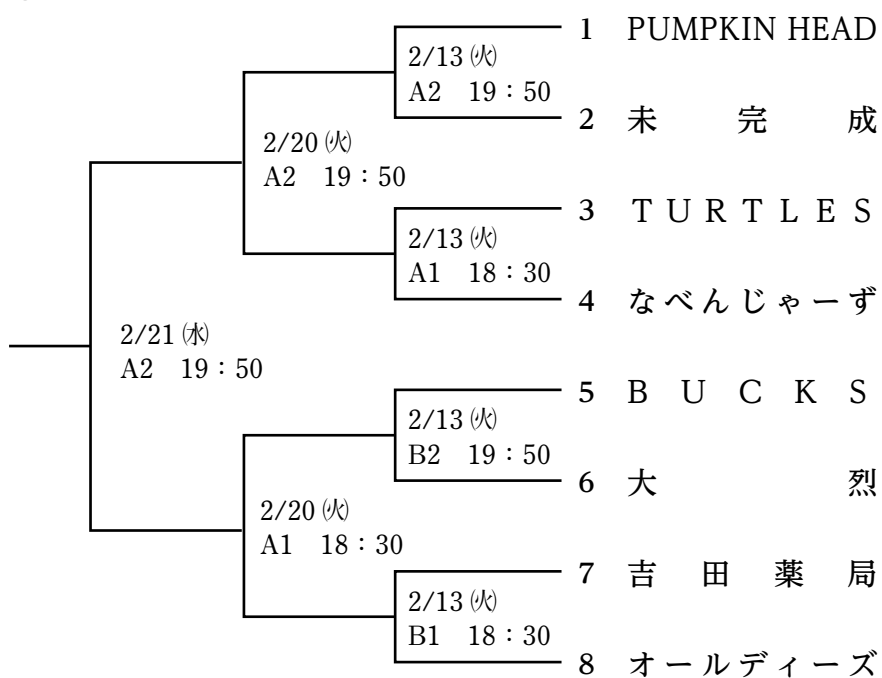 1 PUMPKIN HEAD
2/13㈫
A2 19：50
2 未完成
2/20㈫
A2 19：50
3 TURTLES
2/13㈫
A1 18：30
4 なべんじゃーず
2/21㈬
A2 19：50
5 BUCKS
2/13㈫
B2 19：50
6 大烈
2/20㈫
A1 18：30
7 吉田薬局
2/13㈫
B1 18：30
8 オールディーズ